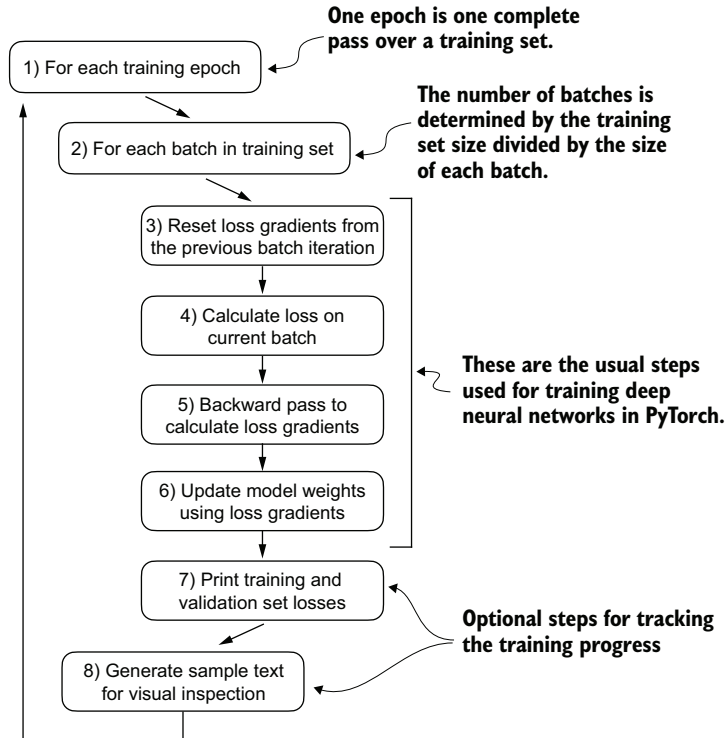 One epoch is one complete
pass over a training set.
1) For each training epoch
The number of batches is
determined by the training
set size divided by the size
of each batch.
2) For each batch in training set
3) Reset loss gradients from
the previous batch iteration
4) Calculate loss on
current batch
These are the usual steps
used for training deep
neural networks in PyTorch.
5) Backward pass to
calculate loss gradients
6) Update model weights
using loss gradients
7) Print training and
validation set losses
Optional steps for tracking
the training progress
8) Generate sample text
for visual inspection